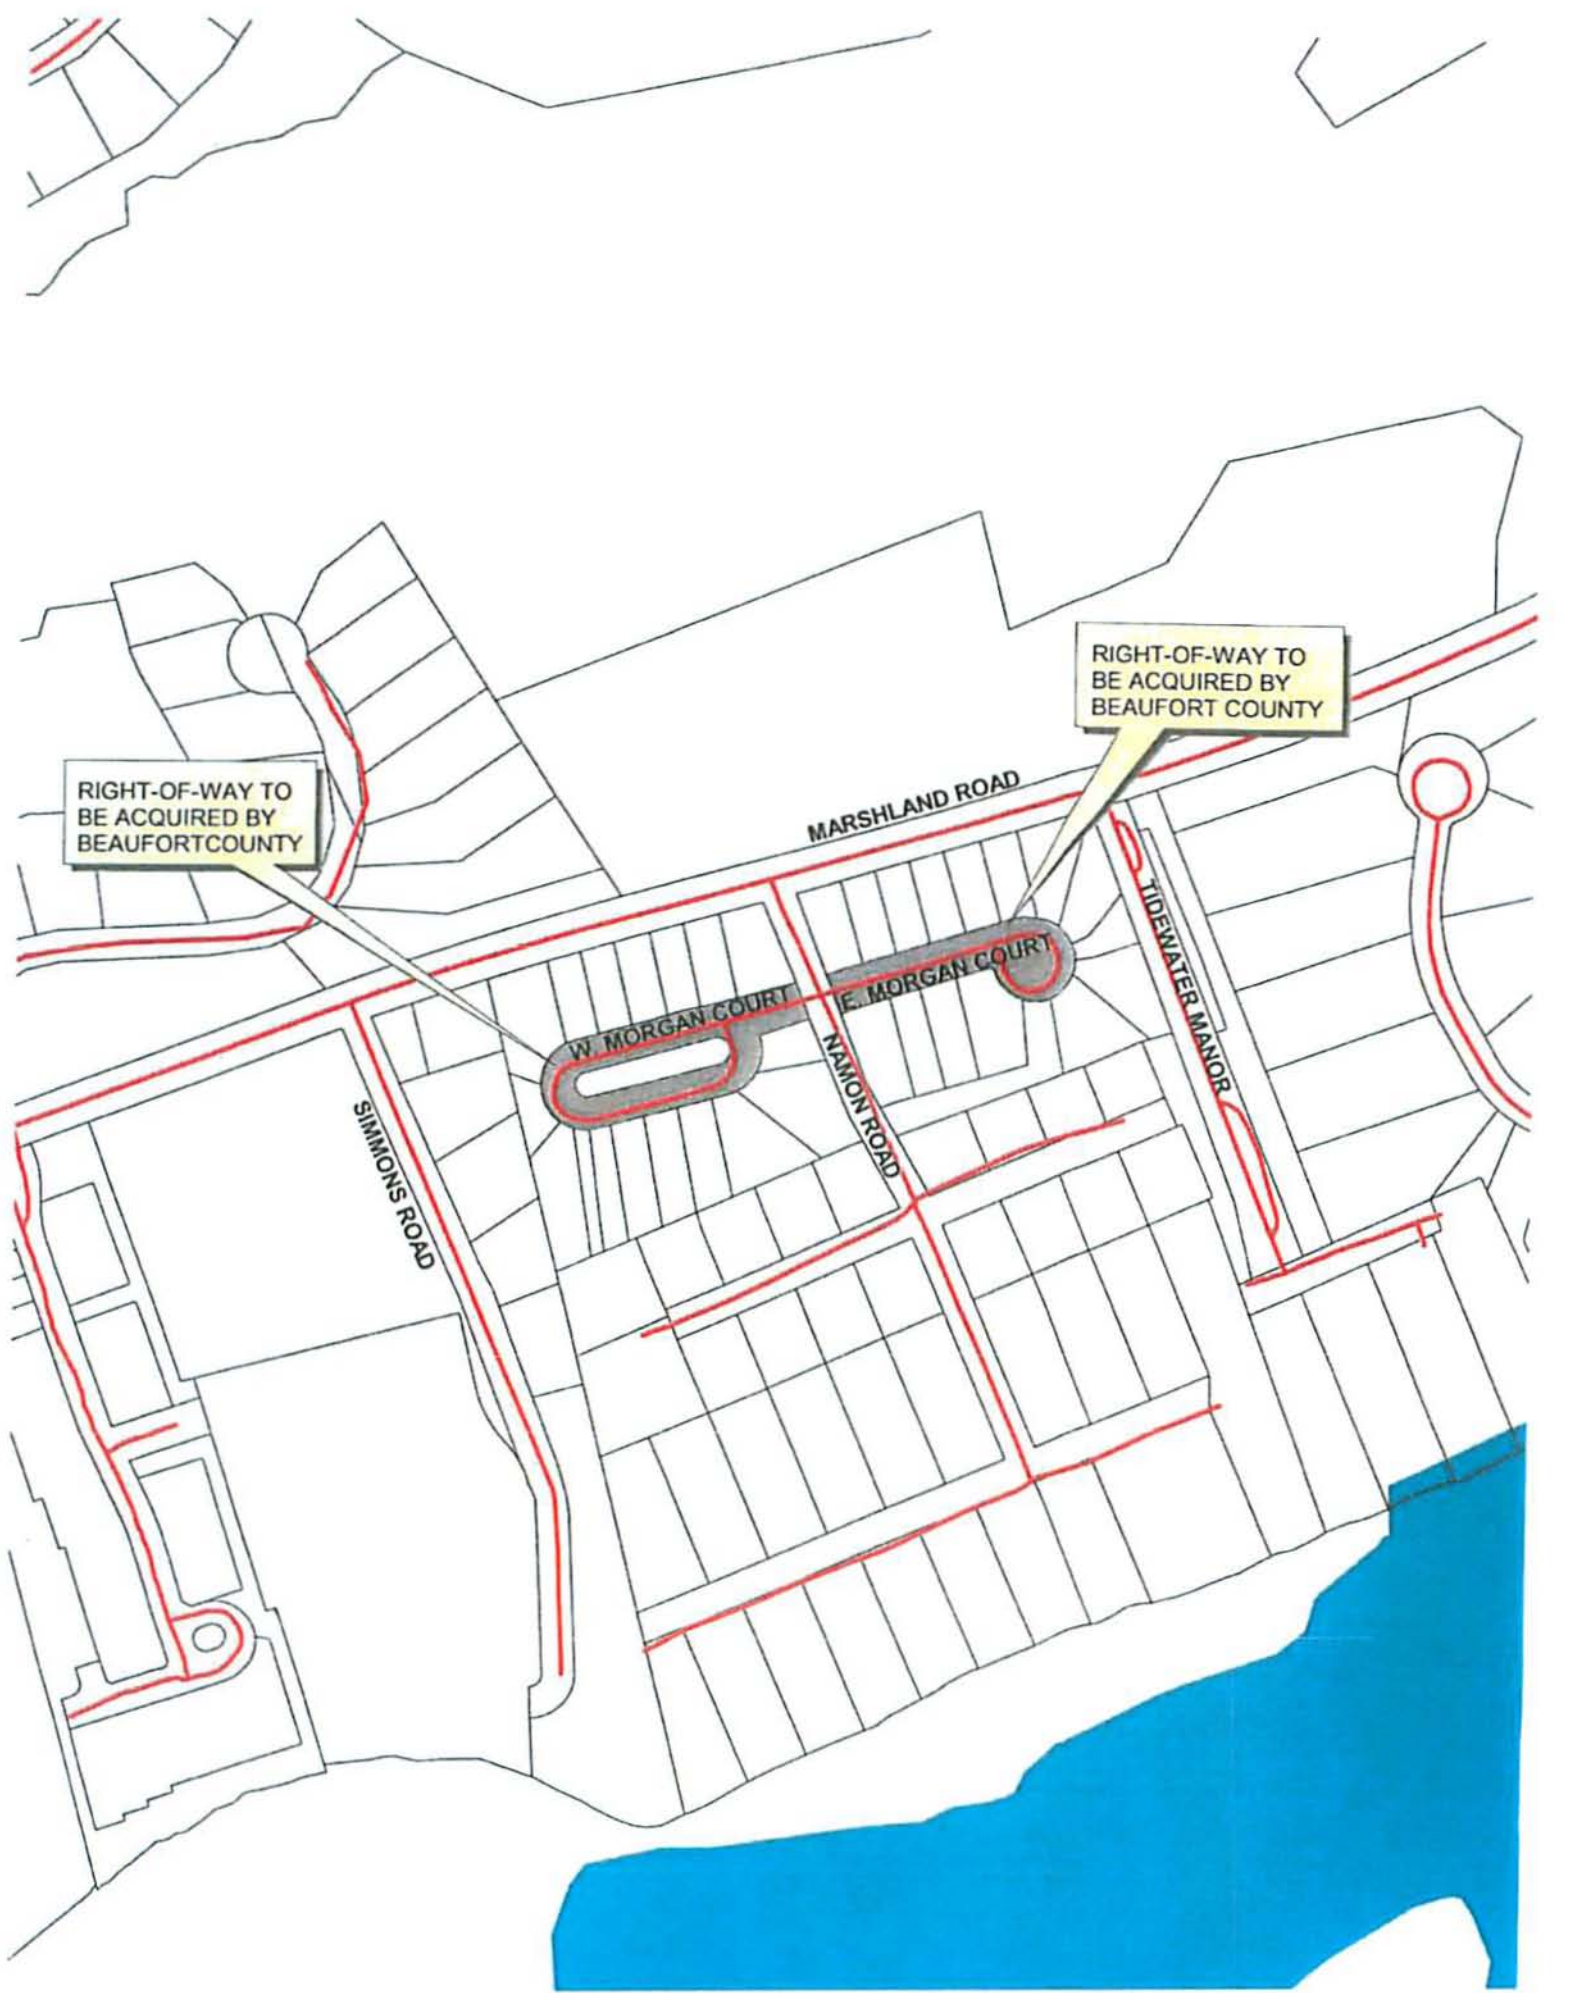 RIGHT-OF-WAY TO
BE ACQUIRED BY
BEAUFORT COUNTY
RIGHT-OF-WAY TO
BE ACQUIRED BY
BEAUFORTCOUNTY
MARSHLAND ROAD
TIDEWATER MANOR
E. MORGAN COURT
W. MORGAN COURT
NAMON ROAD
SIMMONS ROAD